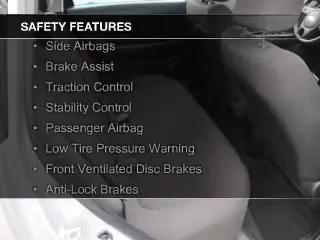 SAFETY FEATURES
• Side Airbags
• Brake Assist
• Traction Control
• Stability Control
• Passenger Airbag
• Low Tire Pressure Warning
• Front Ventilated Disc Brakes
• Anti-Lock Brakes